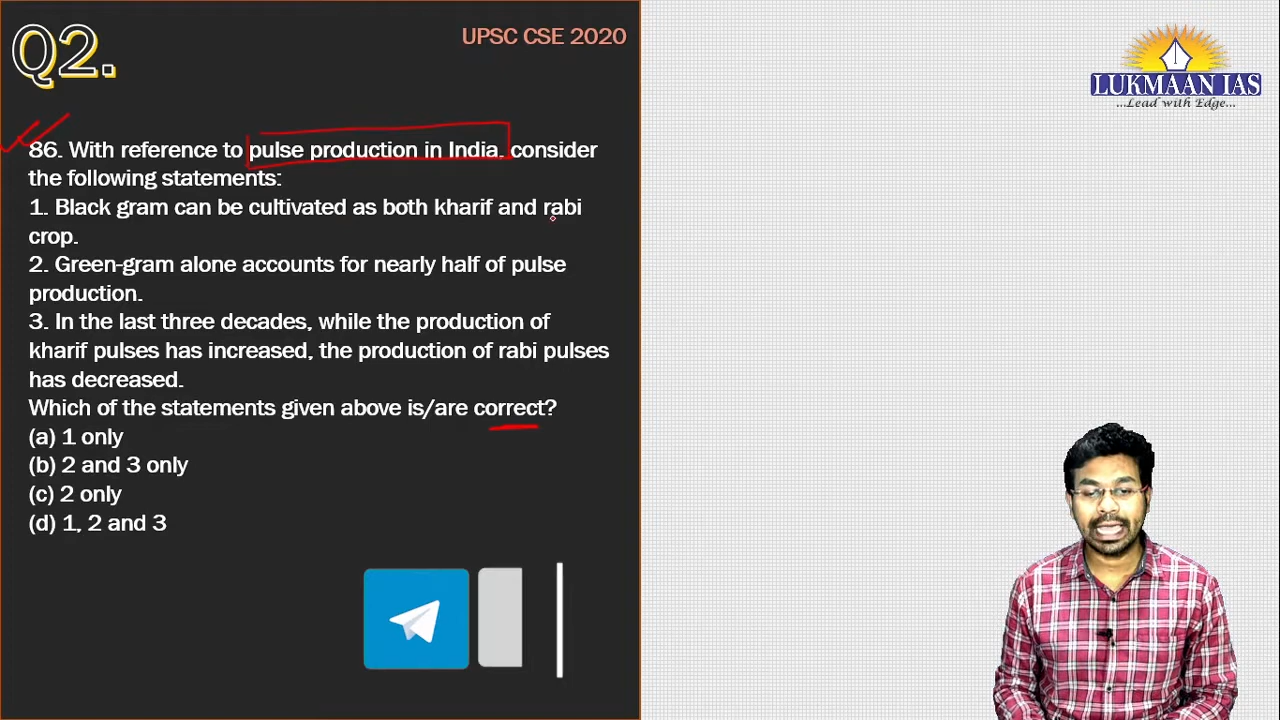 Q2.
UPSC CSE 2020
LUKMAAN IAS
...Lead with Edge...
86. With reference to pulse production in India, consider
the following statements:
1. Black gram can be cultivated as both kharif and rabi
crop.
2. Green-gram alone accounts for nearly half of pulse
production.
3. In the last three decades, while the production of
kharif pulses has increased, the production of rabi pulses
has decreased.
Which of the statements given above is/are correct?
(a) 1 only
(b) 2 and 3 only
(c) 2 only
(d) 1, 2 and 3